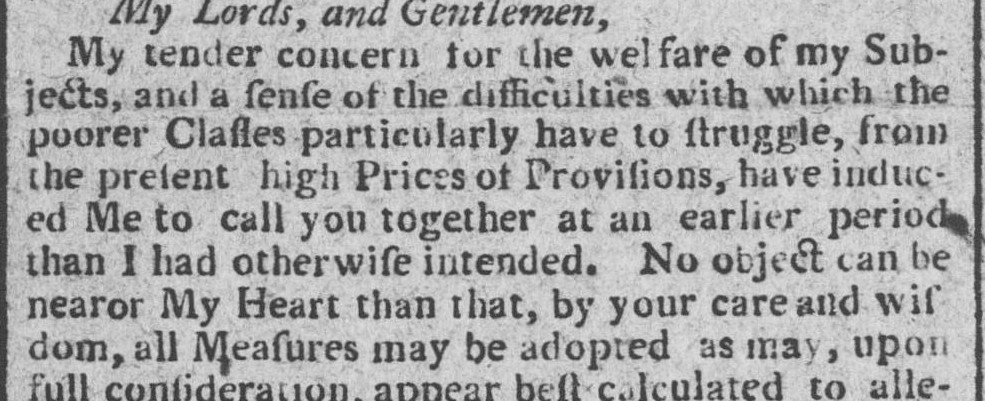 My Lords, and Gentlemen,
My tender concern for the welfare of my Sub-
jects, and a ſenſe of the difficulties with which the
poorer Claſſes particularly have to ſtruggle, from
the preſent high Prices of Proviſions, have induc-
ed Me to call you together at an earlier period
than I had otherwiſe intended. No object can be
nearor My Heart than that, by your care and wiſ
dom, all Meaſures may be adopted as may, upon
full conſideration, appear beſt calculated to alle-